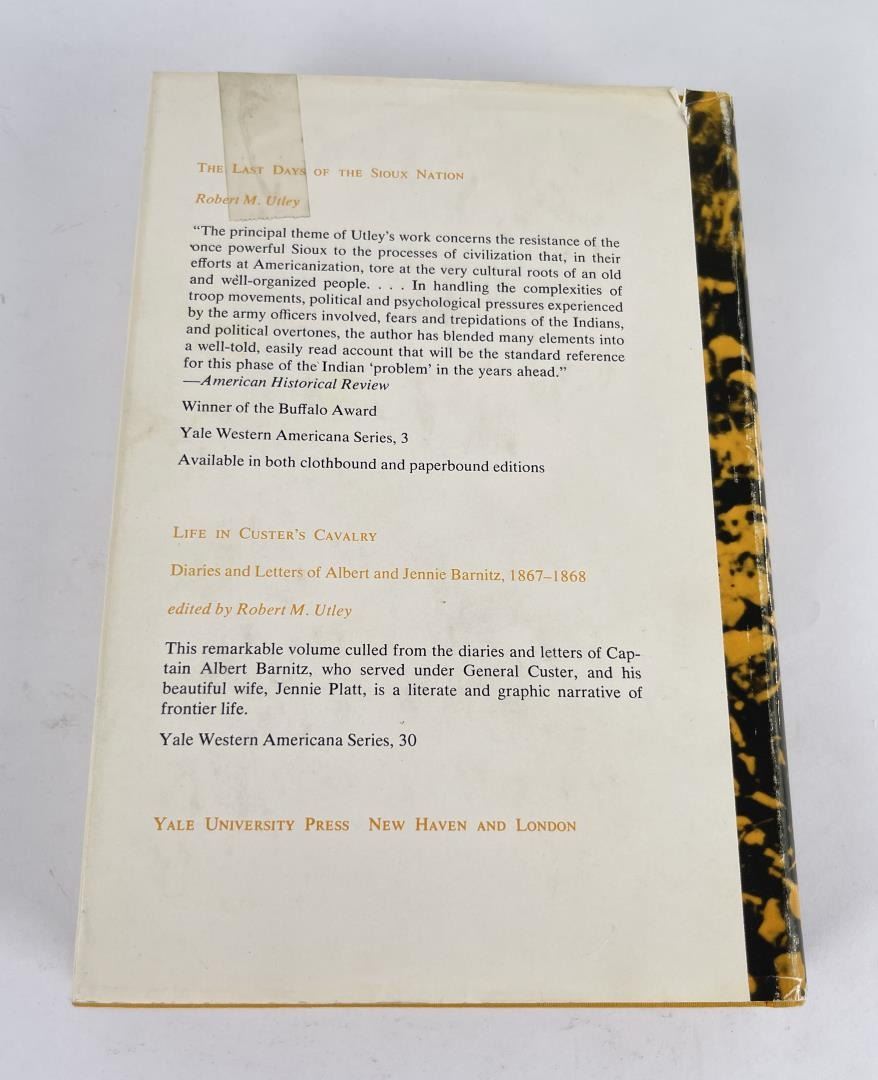 THE LAST DAYS OF THE SIOUX NATION
Robert M. Utley
“The principal theme of Utley’s work concerns the resistance of the
once powerful Sioux to the processes of civilization that, in their
efforts at Americanization, tore at the very cultural roots of an old
and well-organized people. . . . In handling the complexities of
troop movements, political and psychological pressures experienced
by the army officers involved, fears and trepidations of the Indians,
and political overtones, the author has blended many elements into
a well-told, easily read account that will be the standard reference
for this phase of the Indian ‘problem’ in the years ahead.”
—American Historical Review
Winner of the Buffalo Award
Yale Western Americana Series, 3
Available in both clothbound and paperbound editions
LIFE IN CUSTER’S CAVALRY
Diaries and Letters of Albert and Jennie Barnitz, 1867–1868
edited by Robert M. Utley
This remarkable volume culled from the diaries and letters of Cap-
tain Albert Barnitz, who served under General Custer, and his
beautiful wife, Jennie Platt, is a literate and graphic narrative of
frontier life.
Yale Western Americana Series, 30
YALE UNIVERSITY PRESS NEW HAVEN AND LONDON